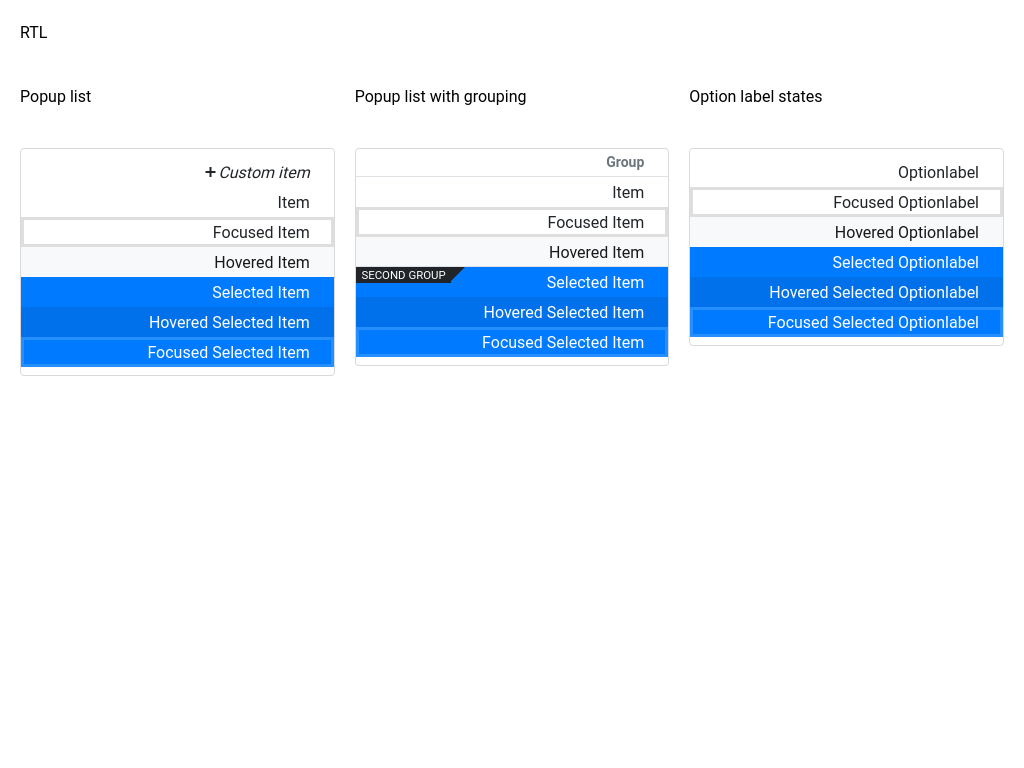 RTL
Popup list
+ Custom item
Item
Focused Item
Hovered Item
Selected Item
Hovered Selected Item
Focused Selected Item
Popup list with grouping
Group
Item
Focused Item
Hovered Item
SECOND GROUP
Selected Item
Hovered Selected Item
Focused Selected Item
Option label states
Optionlabel
Focused Optionlabel
Hovered Optionlabel
Selected Optionlabel
Hovered Selected Optionlabel
Focused Selected Optionlabel